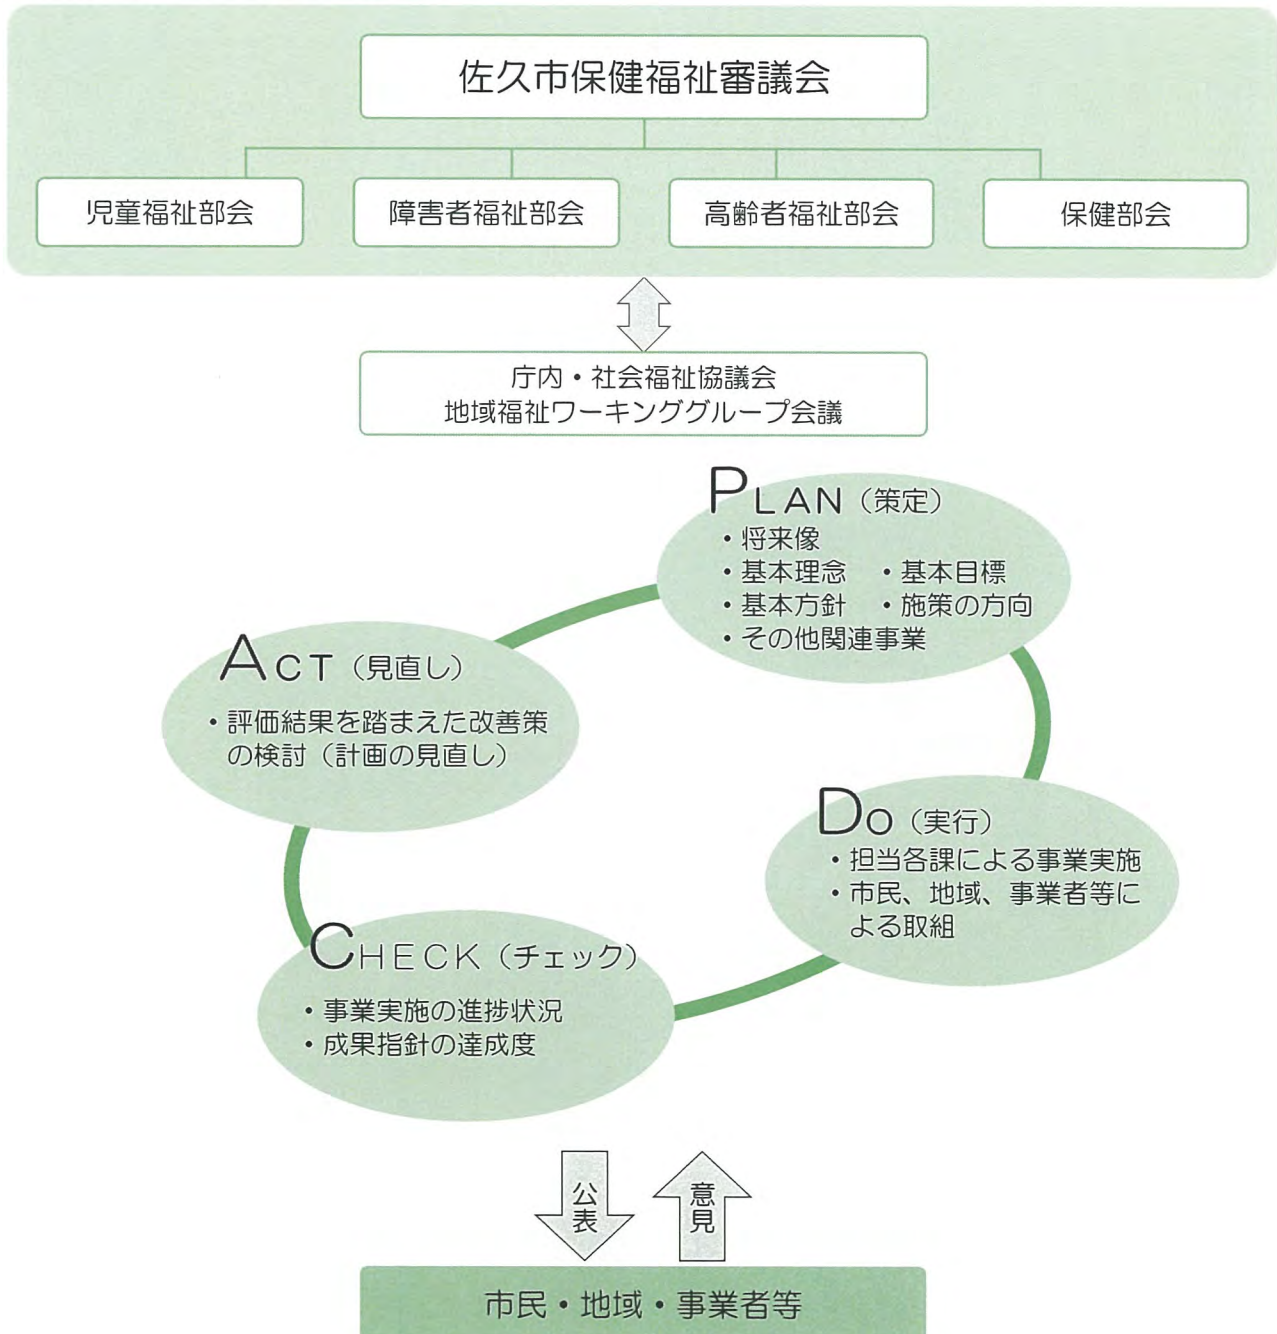 佐久市保健福祉審議会
児童福祉部会
障害者福祉部会
高齢者福祉部会
保健部会
庁内・社会福祉協議会
地域福祉ワーキンググループ会議
PLAN（策定）
・将来像
・基本理念　・基本目標
・基本方針　・施策の方向
・その他関連事業
ACT（見直し）
・評価結果を踏まえた改善策
の検討（計画の見直し）
DO（実行）
・担当各課による事業実施
・市民、地域、事業者等に
よる取組
CHECK（チェック）
・事業実施の進捗状況
・成果指針の達成度
公表
意見
市民・地域・事業者等